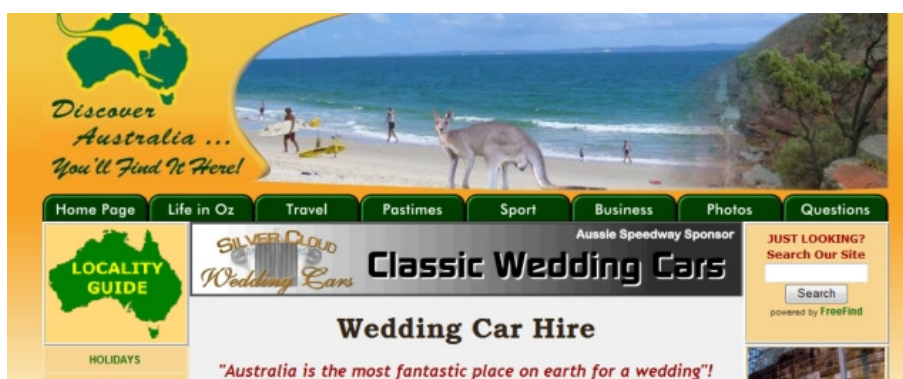 Discover
Australia ...
You'll Find It Here!
Home Page
Life in Oz
Travel
Pastimes
Sport
Business
Photos
Questions
LOCALITY
GUIDE
HOLIDAYS
SILVER CLOUD
Wedding Cars
Aussie Speedway Sponsor
Classic Wedding Cars
Wedding Car Hire
"Australia is the most fantastic place on earth for a wedding"!
JUST LOOKING?
Search Our Site
Search
powered by FreeFind